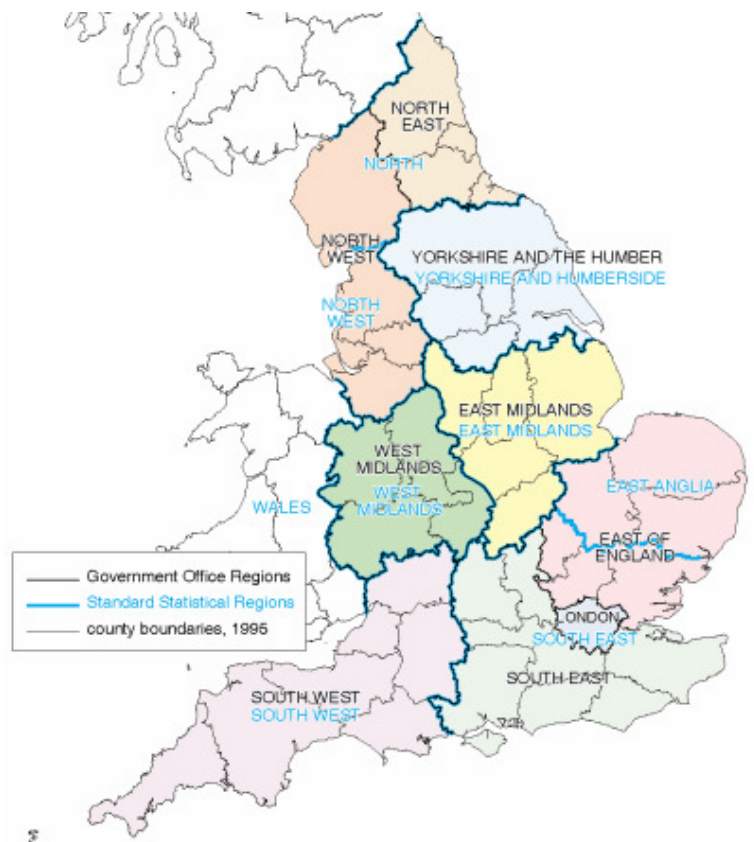 NORTH
EAST
NORTH
NORTH
WEST
YORKSHIRE AND THE HUMBER
YORKSHIRE AND HUMBERSIDE
NORTH
WEST
EAST MIDLANDS
EAST MIDLANDS
WEST
MIDLANDS
WEST
MIDLANDS
WALES
EAST ANGLIA
EAST OF
ENGLAND
Government Office Regions
Standard Statistical Regions
county boundaries, 1995
LONDON
SOUTH EAST
SOUTH EAST
SOUTH WEST
SOUTH WEST